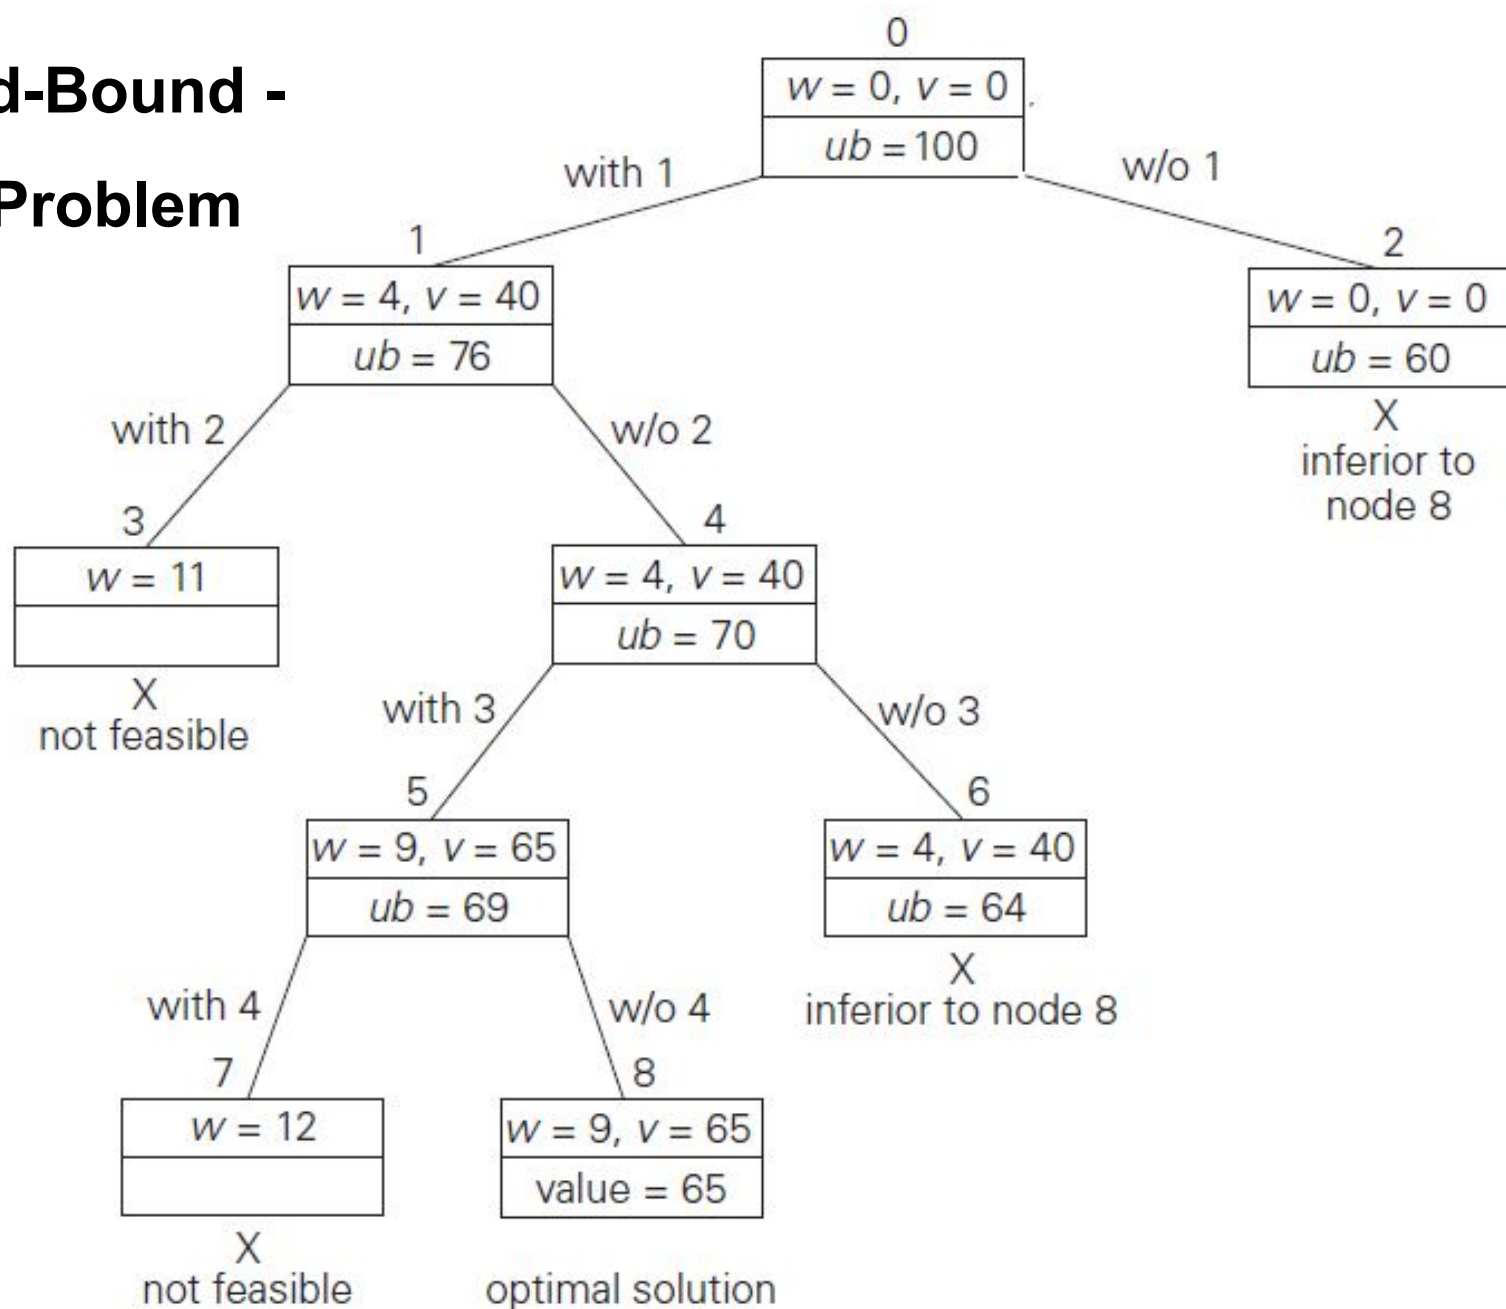 d-Bound -
Problem
0
w = 0, v = 0
ub = 100
with 1
w/o 1
1
w = 4, v = 40
ub = 76
2
w = 0, v = 0
ub = 60
X
inferior to
node 8
with 2
w/o 2
3
w = 11
X
not feasible
4
w = 4, v = 40
ub = 70
with 3
w/o 3
5
w = 9, v = 65
ub = 69
6
w = 4, v = 40
ub = 64
X
inferior to node 8
with 4
w/o 4
7
w = 12
X
not feasible
8
w = 9, v = 65
value = 65
optimal solution